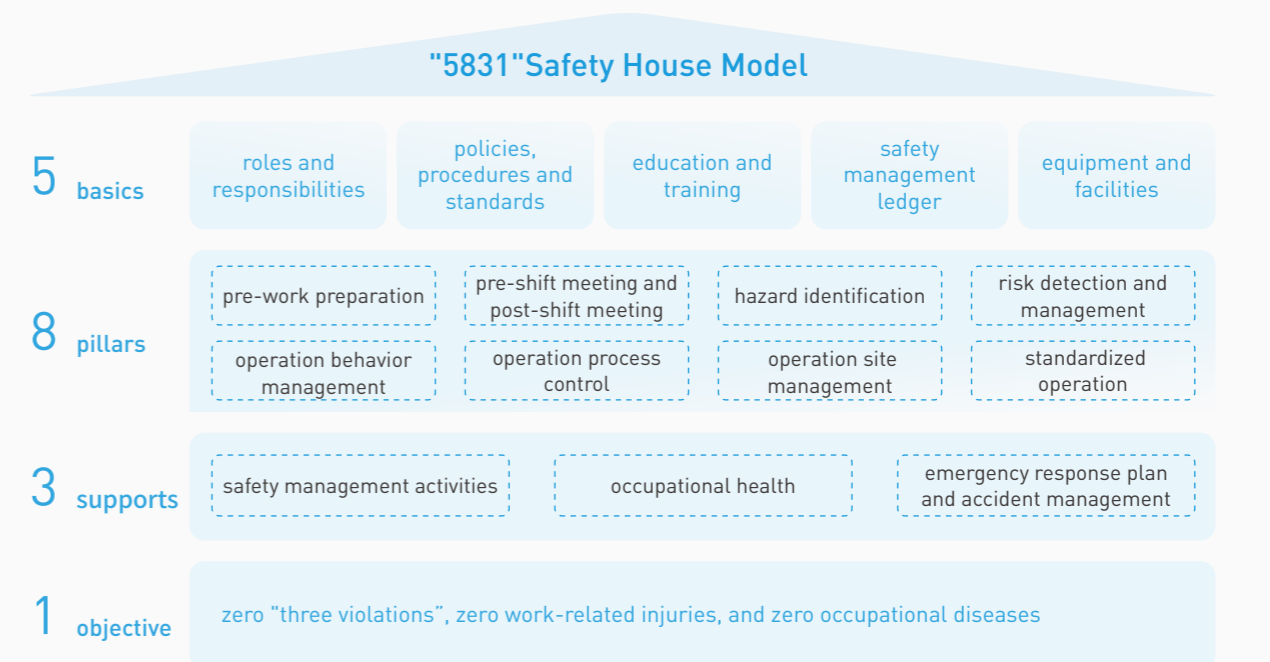 "5831"Safety House Model
5 basics
roles and
responsibilities
policies,
procedures and
standards
education and
training
safety
management
ledger
equipment and
facilities
8 pillars
pre-work preparation
pre-shift meeting and
post-shift meeting
hazard identification
risk detection and
management
operation behavior
management
operation process
control
operation site
management
standardized
operation
3 supports
safety management activities
occupational health
emergency response plan
and accident management
1 objective
zero "three violations”, zero work-related injuries, and zero occupational diseases